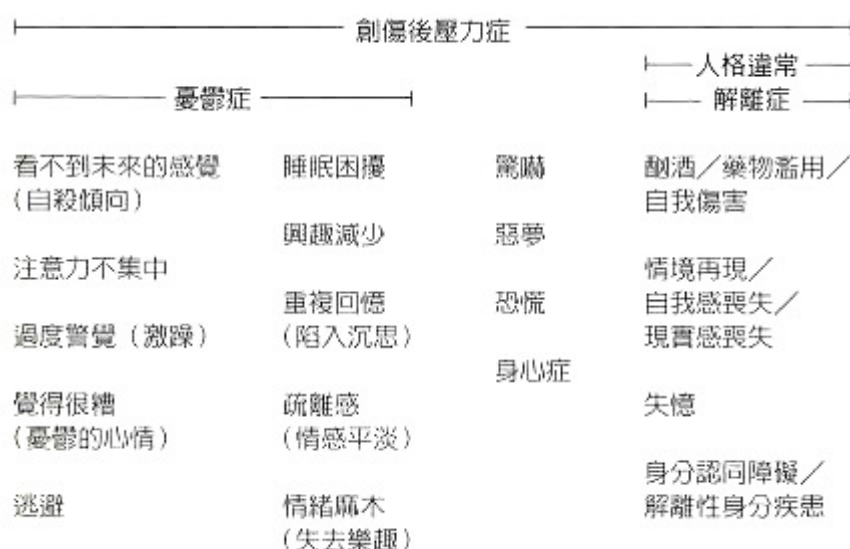 創傷後壓力症
人格違常
憂鬱症
解離症
看不到未來的感覺
（自殺傾向）
注意力不集中
過度警覺（激躁）
覺得很糟
（憂鬱的心情）
逃避
睡眠困擾
興趣減少
重複回憶
（陷入沉思）
疏離感
（情感平淡）
情緒麻木
（失去樂趣）
驚嚇
惡夢
恐慌
身心症
酗酒／藥物濫用／
自我傷害
情境再現／
自我感喪失／
現實感喪失
失憶
身分認同障礙／
解離性身分疾患